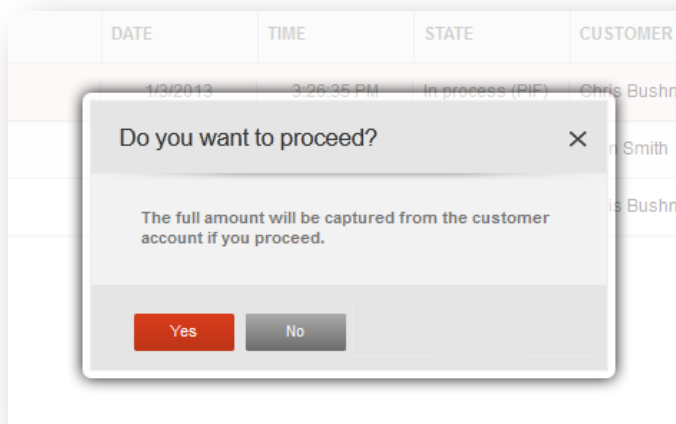 DATE TIME STATE CUSTOMER
1/3/2013 3:26:35 PM In process (PIF) Chris Bushn
Do you want to proceed?
Smith
The full amount will be captured from the customer
account if you proceed.
Bushn
Yes No